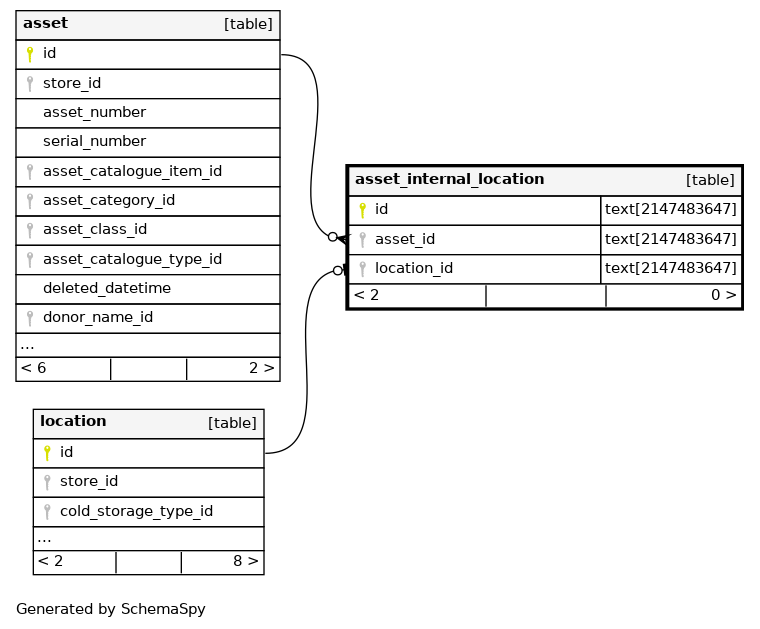 asset [table]
id
store_id
asset_number
serial_number
asset_catalogue_item_id
asset_category_id
asset_class_id
asset_catalogue_type_id
deleted_datetime
donor_name_id
...
< 6 2 >
asset_internal_location [table]
id text[2147483647]
asset_id text[2147483647]
location_id text[2147483647]
< 2 0 >
location [table]
id
store_id
cold_storage_type_id
...
< 2 8 >
Generated by SchemaSpy